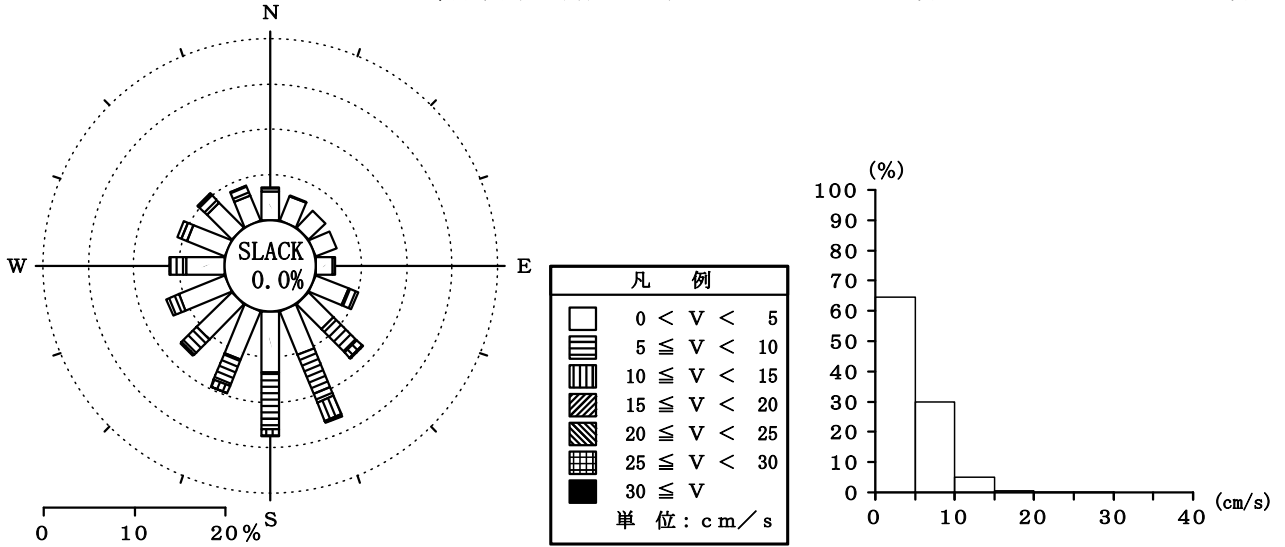 N
W
E
S
SLACK
0.0%
0 10 20%
凡 例
0 < V < 5
5 ≦ V < 10
10 ≦ V < 15
15 ≦ V < 20
20 ≦ V < 25
25 ≦ V < 30
30 ≦ V
単 位: cm/s
(%)
100
90
80
70
60
50
40
30
20
10
0
0 10 20 30 40 (cm/s)